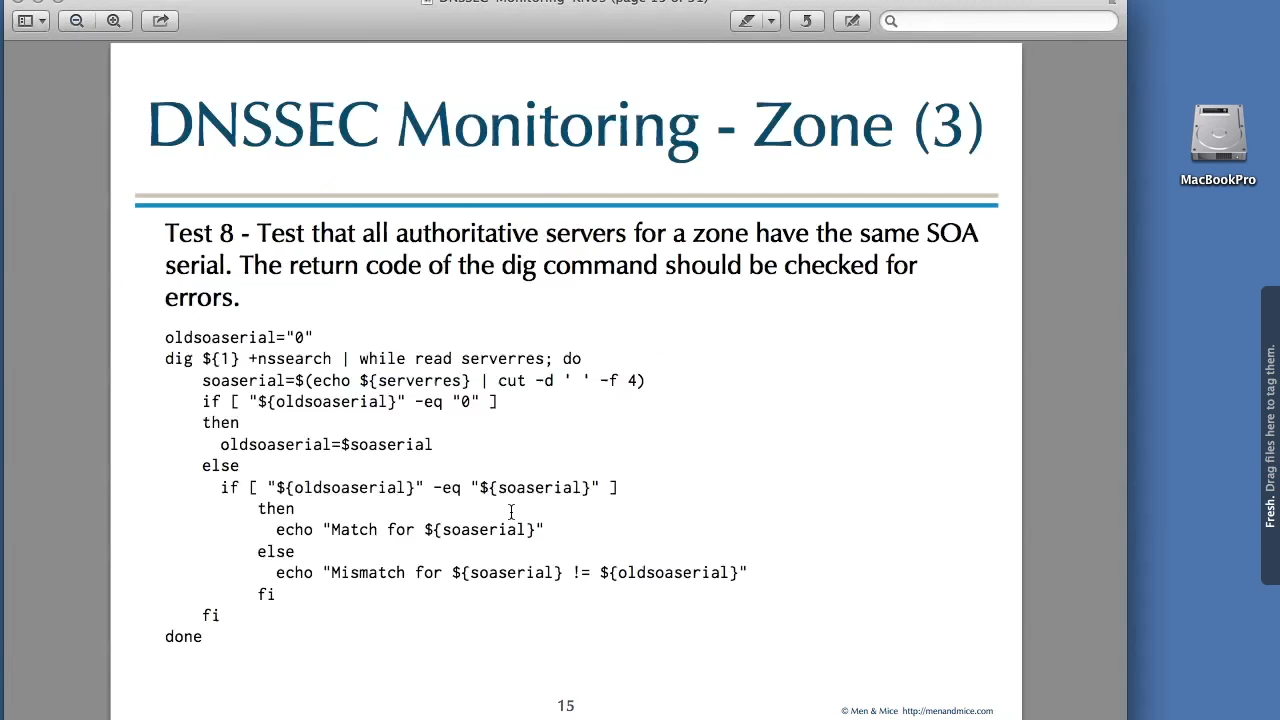 DNSSEC Monitoring - Zone (3)
MacBookPro
Test 8 - Test that all authoritative servers for a zone have the same SOA
serial. The return code of the dig command should be checked for
errors.
oldsoaserial="0"
dig ${1} +nssearch | while read serverres; do
soaserial=$(echo ${serverres} | cut -d ' ' -f 4)
if [ "${oldsoaserial}" -eq "0" ]
then
oldsoaserial=$soaserial
else
if [ "${oldsoaserial}" -eq "${soaserial}" ]
then
echo "Match for ${soaserial}"
else
echo "Mismatch for ${soaserial} != ${oldsoaserial}"
fi
fi
done
15
© Men & Mice http://menandmice.com
Fresh. Drag files here to tag them.